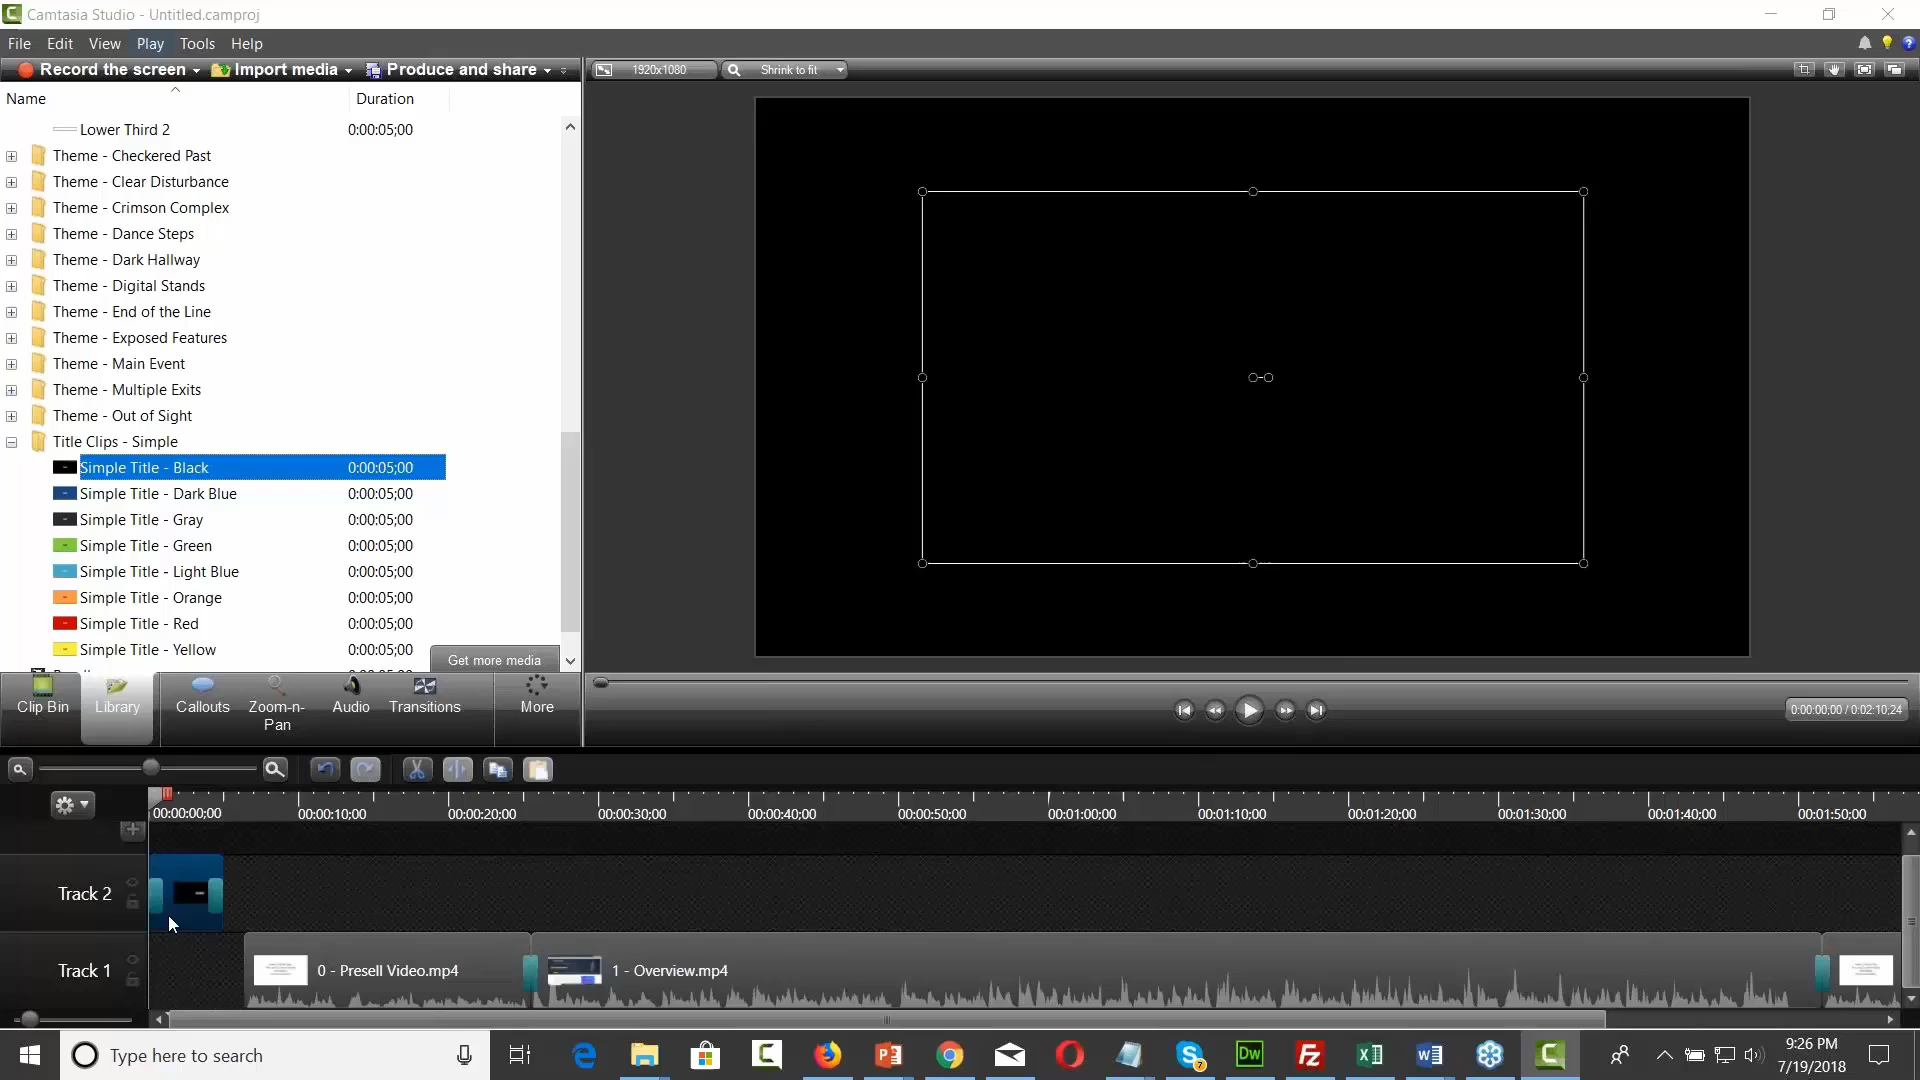 Camtasia Studio - Untitled.camproj
File Edit View Play Tools Help
Record the screen Import media Produce and share
1920x1080 Shrink to fit
Name Duration
Lower Third 2 0:00:05;00
Theme - Checkered Past
Theme - Clear Disturbance
Theme - Crimson Complex
Theme - Dance Steps
Theme - Dark Hallway
Theme - Digital Stands
Theme - End of the Line
Theme - Exposed Features
Theme - Main Event
Theme - Multiple Exits
Theme - Out of Sight
Title Clips - Simple
Simple Title - Black 0:00:05;00
Simple Title - Dark Blue 0:00:05;00
Simple Title - Gray 0:00:05;00
Simple Title - Green 0:00:05;00
Simple Title - Light Blue 0:00:05;00
Simple Title - Orange 0:00:05;00
Simple Title - Red 0:00:05;00
Simple Title - Yellow 0:00:05;00
Get more media
Clip Bin Library Callouts Zoom-n-Pan Audio Transitions More
0:00:00;00 / 0:02:10;24
00:00:00;00 00:00:10;00 00:00:20;00 00:00:30;00 00:00:40;00 00:00:50;00 00:01:00;00 00:01:10;00 00:01:20;00 00:01:30;00 00:01:40;00 00:01:50;00
Track 2
Track 1 0 - Presell Video.mp4 1 - Overview.mp4
Type here to search
7
Dw
9:26 PM
7/19/2018